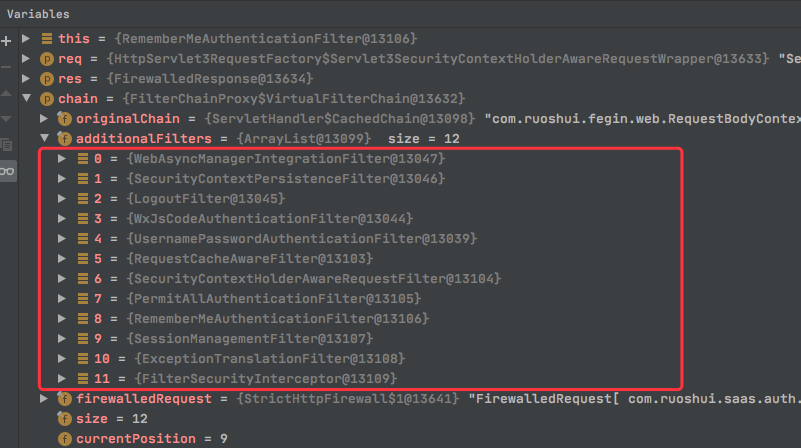 Variables
this = {RememberMeAuthenticationFilter@13106}
req = {HttpServlet3RequestFactory$Servlet3SecurityContextHolderAwareRequestWrapper@13633} "Se
res = {FirewalledResponse@13634}
chain = {FilterChainProxy$VirtualFilterChain@13632}
originalChain = {ServletHandler$CachedChain@13098} "com.ruoshui.fegin.web.RequestBodyContex
additionalFilters = {ArrayList@13099} size = 12
0 = {WebAsyncManagerIntegrationFilter@13047}
1 = {SecurityContextPersistenceFilter@13046}
2 = {LogoutFilter@13045}
3 = {WxJsCodeAuthenticationFilter@13044}
4 = {UsernamePasswordAuthenticationFilter@13039}
5 = {RequestCacheAwareFilter@13103}
6 = {SecurityContextHolderAwareRequestFilter@13104}
7 = {PermitAllAuthenticationFilter@13105}
8 = {RememberMeAuthenticationFilter@13106}
9 = {SessionManagementFilter@13107}
10 = {ExceptionTranslationFilter@13108}
11 = {FilterSecurityInterceptor@13109}
firewalledRequest = {StrictHttpFirewall$1@13641} "FirewalledRequest[ com.ruoshui.saas.auth.
size = 12
currentPosition = 9